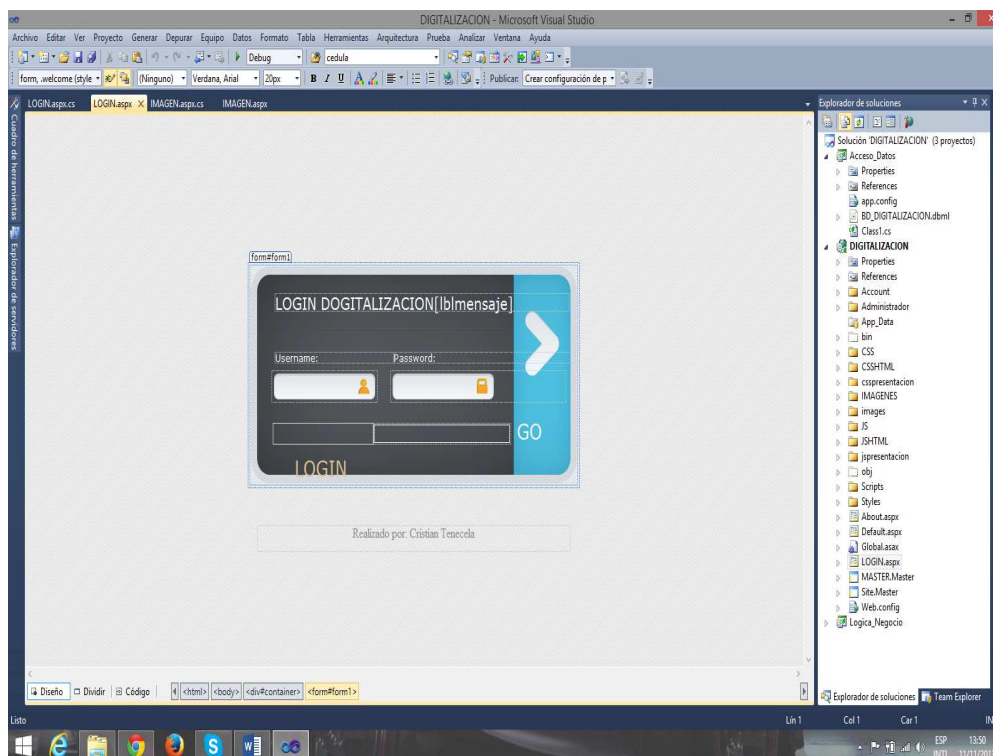 DIGITALIZACION - Microsoft Visual Studio
Archivo Editar Ver Proyecto Generar Depurar Equipo Datos Formato Tabla Herramientas Arquitectura Prueba Analizar Ventana Ayuda
Debug cedula
form, .welcome (style (Ninguno) Verdana, Arial 20px B I U A Publicar: Crear configuración de p
LOGIN.aspx.cs LOGIN.aspx X IMAGEN.aspx.cs IMAGEN.aspx
Cuadro de herramientas
Explorador de servidores
form#form1
LOGIN DOGITALIZACION[lblmensaje]
Username: Password:
GO
LOGIN
Realizado por: Cristian Tenecela
Explorador de soluciones
Solución 'DIGITALIZACION' (3 proyectos)
Acceso_Datos
Properties
References
app.config
BD_DIGITALIZACION.dbml
Class1.cs
DIGITALIZACION
Properties
References
Account
Administrador
App_Data
bin
CSS
CSSHTML
csspresentacion
IMAGENES
images
JS
JSHTML
jspresentacion
obj
Scripts
Styles
About.aspx
Default.aspx
Global.asax
LOGIN.aspx
MASTER.Master
Site.Master
Web.config
Logica_Negocio
Explorador de soluciones Team Explorer
Diseño Dividir Código <html> <body> <div#container> <form#form1>
Listo Lín 1 Col 1 Car 1 IN
ESP 13:50
INTL